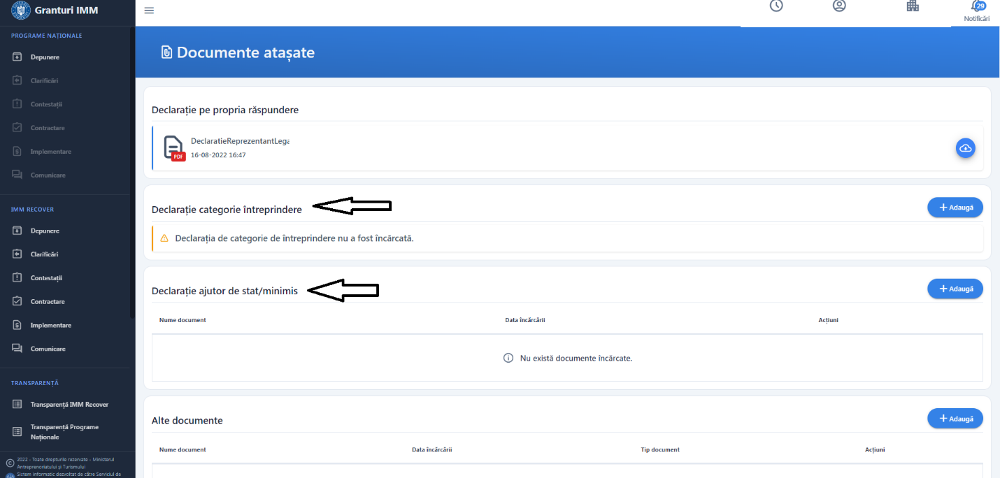 Granturi IMM
29
Notificări
PROGRAME NAȚIONALE
Depunere
Clarificări
Contestații
Contractare
Implementare
Comunicare
IMM RECOVER
Depunere
Clarificări
Contestații
Contractare
Implementare
Comunicare
TRANSPARENȚĂ
Transparență IMM Recover
Transparență Programe
Naționale
2022 - Toate drepturile rezervate - Ministerul
Antreprenoriatului și Turismului
Sistem informatic dezvoltat de către Serviciul de
Documente atașate
Declarație pe propria răspundere
DeclaratieReprezentantLega
PDF
16-08-2022 16:47
Declarație categorie întreprindere
Adaugă
Declarația de categorie de întreprindere nu a fost încărcată.
Declarație ajutor de stat/minimis
Adaugă
Nume document Data încărcării Acțiuni
Nu există documente încărcate.
Alte documente
Adaugă
Nume document Data încărcării Tip document Acțiuni